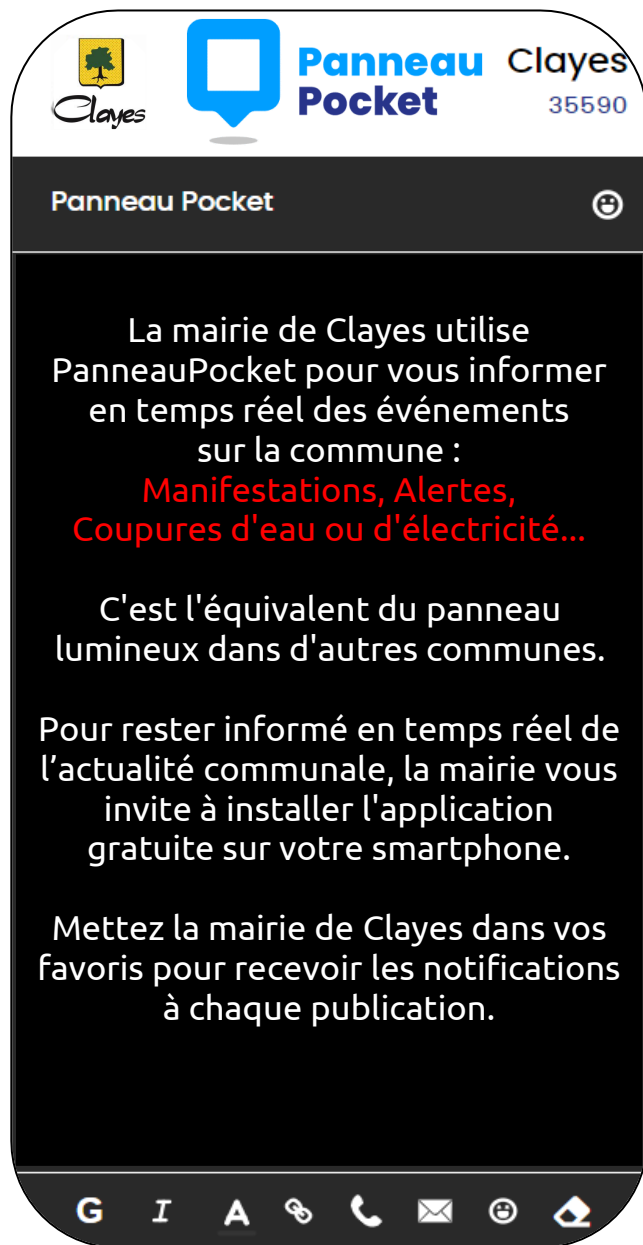 Clayes
Panneau
Pocket
Clayes
35590
Panneau Pocket
La mairie de Clayes utilise
PanneauPocket pour vous informer
en temps réel des événements
sur la commune :
Manifestations, Alertes,
Coupures d'eau ou d'électricité...
C'est l'équivalent du panneau
lumineux dans d'autres communes.
Pour rester informé en temps réel de
l’actualité communale, la mairie vous
invite à installer l'application
gratuite sur votre smartphone.
Mettez la mairie de Clayes dans vos
favoris pour recevoir les notifications
à chaque publication.
G I A